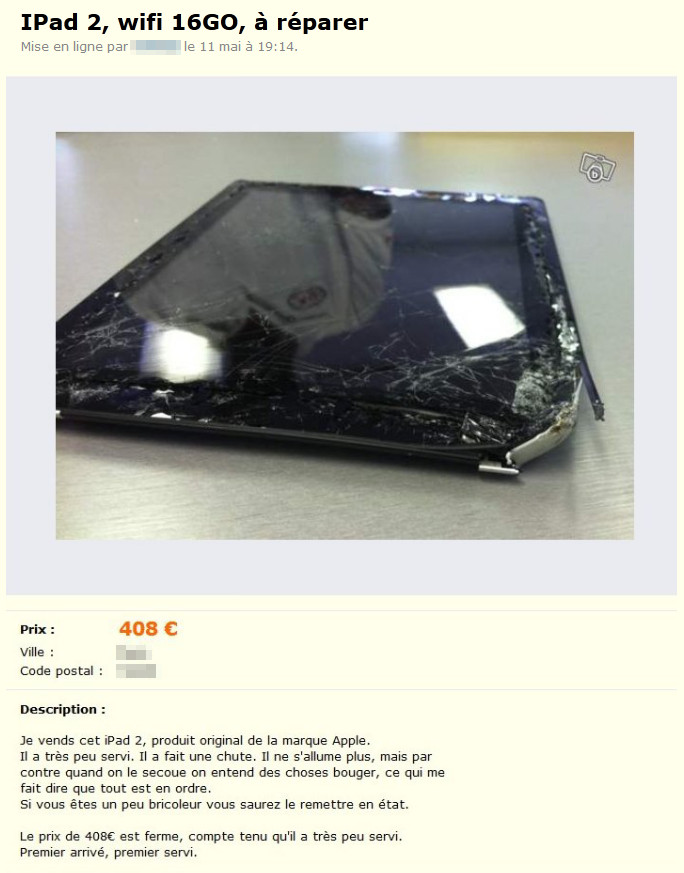 IPad 2, wifi 16GO, à réparer
Mise en ligne par le 11 mai à 19:14.
Prix : 408 €
Ville :
Code postal :
Description :
Je vends cet iPad 2, produit original de la marque Apple.
Il a très peu servi. Il a fait une chute. Il ne s'allume plus, mais par
contre quand on le secoue on entend des choses bouger, ce qui me
fait dire que tout est en ordre.
Si vous êtes un peu bricoleur vous saurez le remettre en état.
Le prix de 408€ est ferme, compte tenu qu'il a très peu servi.
Premier arrivé, premier servi.